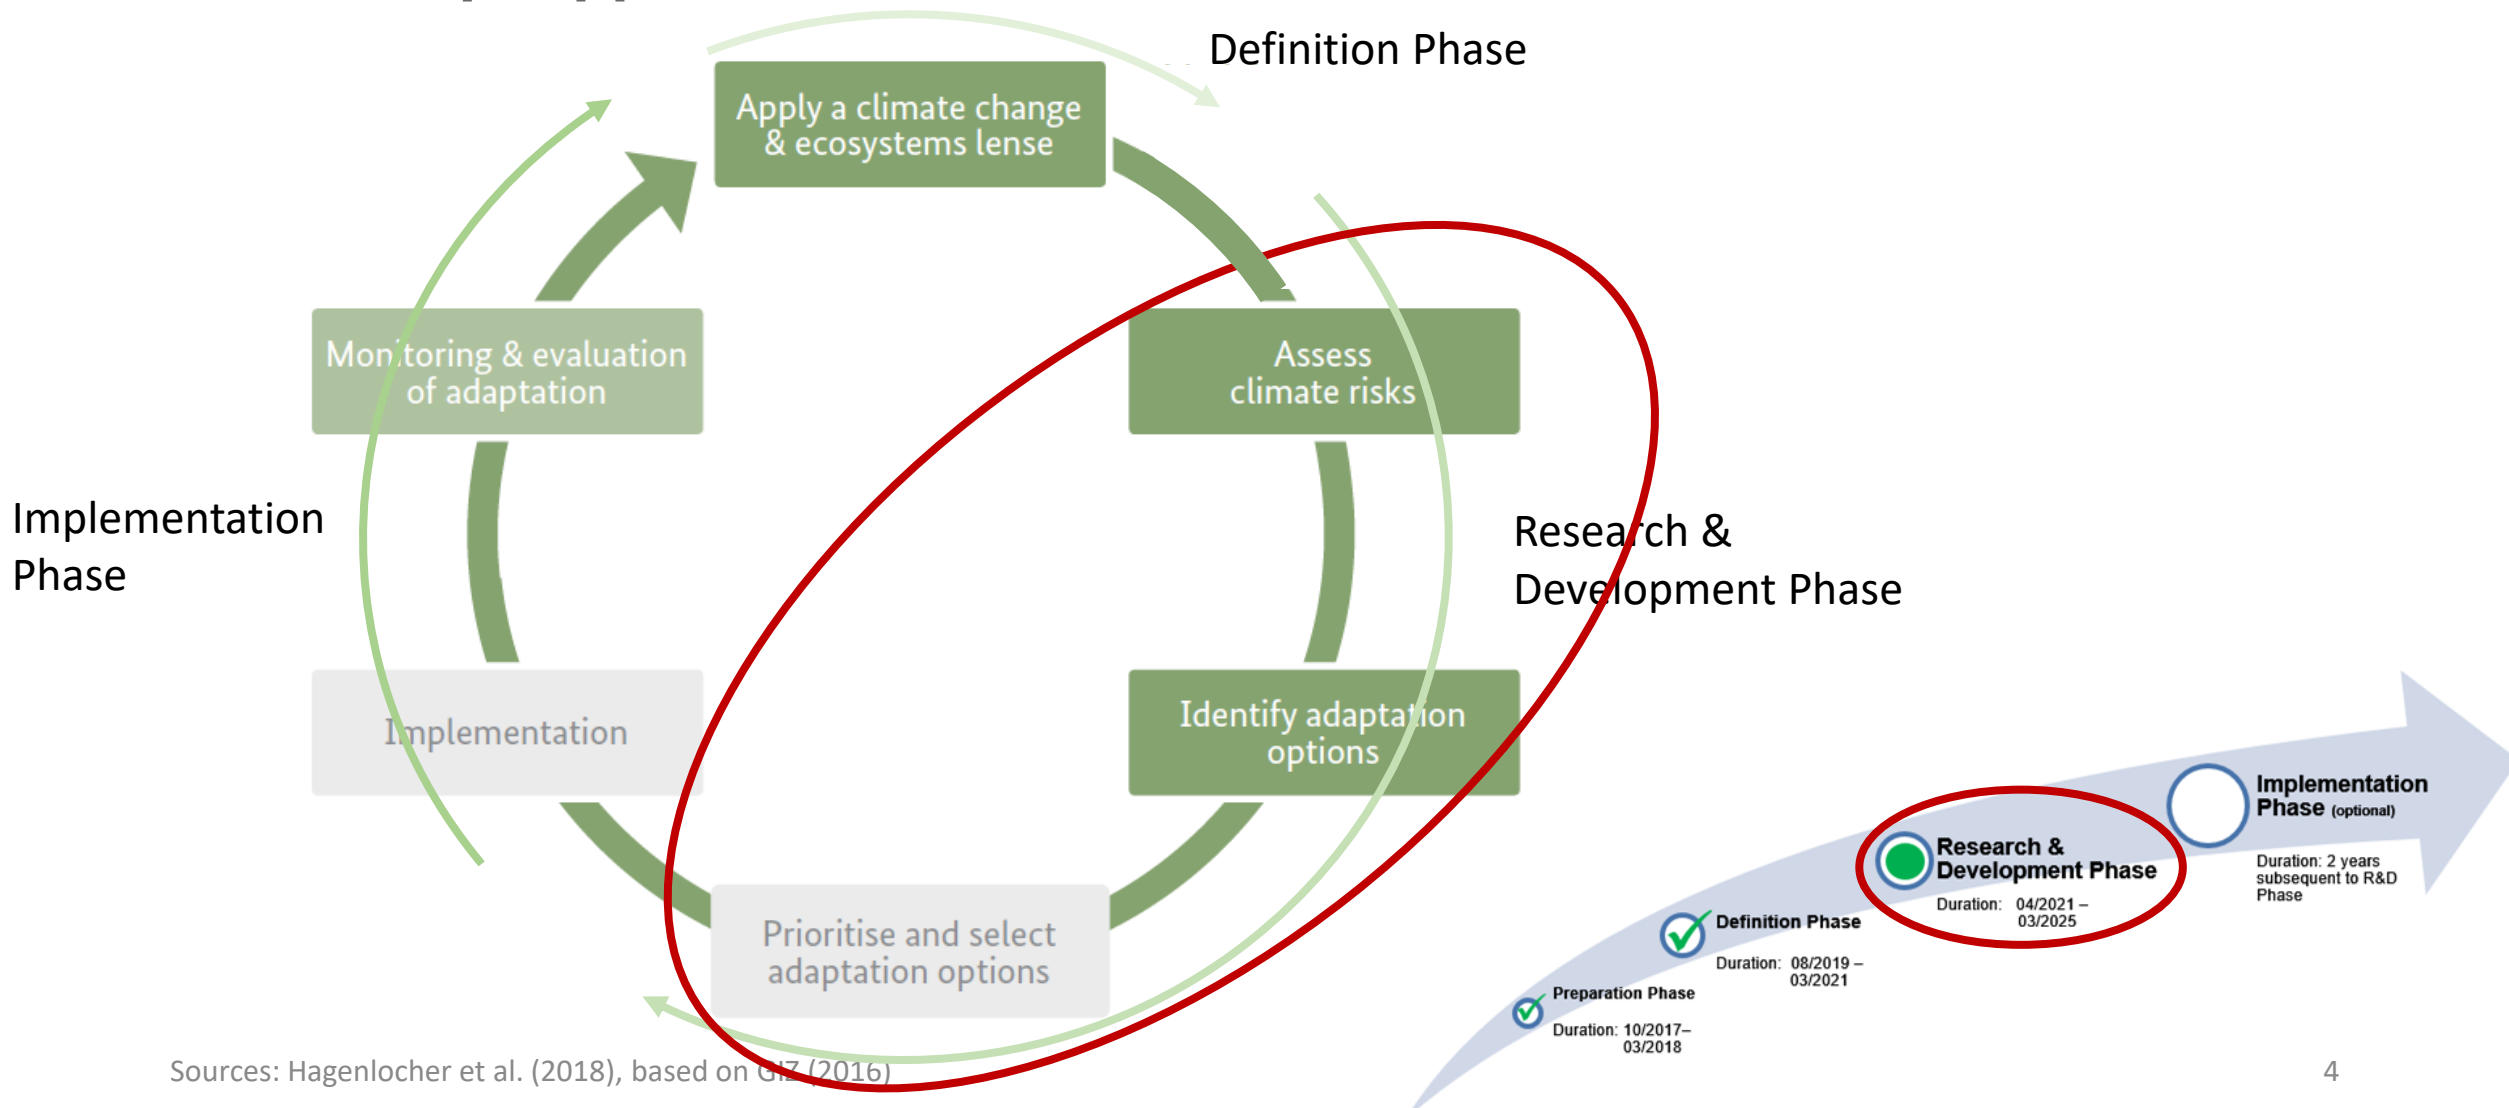 Definition Phase
Apply a climate change
& ecosystems lense
Monitoring & evaluation
of adaptation
Assess
climate risks
Implementation
Phase
Research &
Development Phase
Implementation
Identify adaptation
options
Prioritise and select
adaptation options
Implementation
Phase (optional)
Duration: 2 years
subsequent to R&D
Phase
Research &
Development Phase
Duration: 04/2021 –
03/2025
Definition Phase
Duration: 08/2019 –
03/2021
Preparation Phase
Duration: 10/2017–
03/2018
Sources: Hagenlocher et al. (2018), based on GIZ (2016)
4